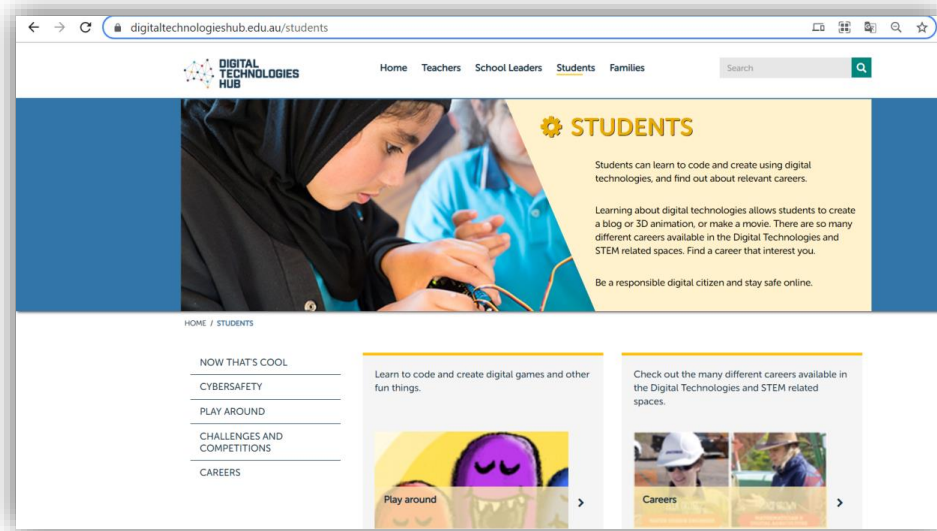 digitaltechnologieshub.edu.au/students
DIGITAL
TECHNOLOGIES
HUB
Home Teachers School Leaders Students Families
Search
STUDENTS
Students can learn to code and create using digital
technologies, and find out about relevant careers.
Learning about digital technologies allows students to create
a blog or 3D animation, or make a movie. There are so many
different careers available in the Digital Technologies and
STEM related spaces. Find a career that interest you.
Be a responsible digital citizen and stay safe online.
HOME / STUDENTS
NOW THAT'S COOL
CYBERSAFETY
PLAY AROUND
CHALLENGES AND
COMPETITIONS
CAREERS
Learn to code and create digital games and other
fun things.
Play around
Check out the many different careers available in
the Digital Technologies and STEM related
spaces.
Careers